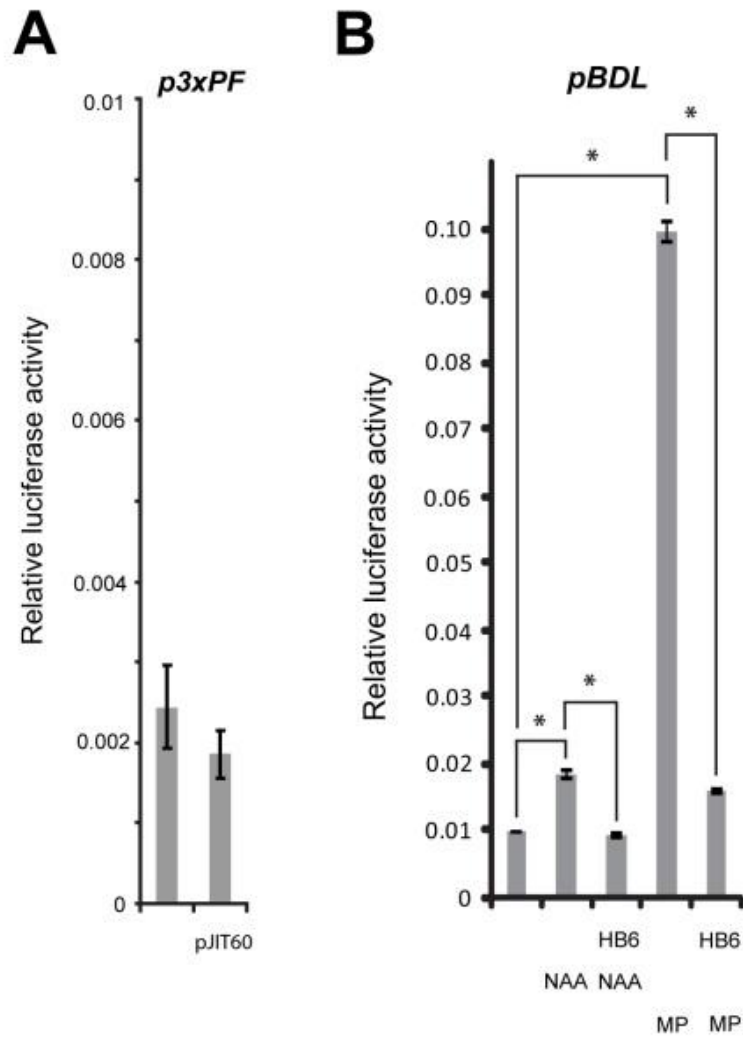 A
p3xPF
Relative luciferase activity
0.01
0.008
0.006
0.004
0.002
0
pJIT60
B
pBDL
Relative luciferase activity
0.10
0.09
0.08
0.07
0.06
0.05
0.04
0.03
0.02
0.01
0
*
*
*
*
HB6 HB6
NAA NAA
MP MP